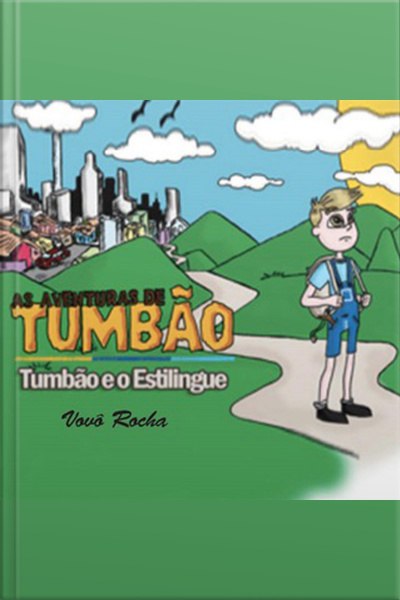 AS AVENTURAS DE
TUMBÃO
Tumbão e o Estilingue
Vovô Rocha